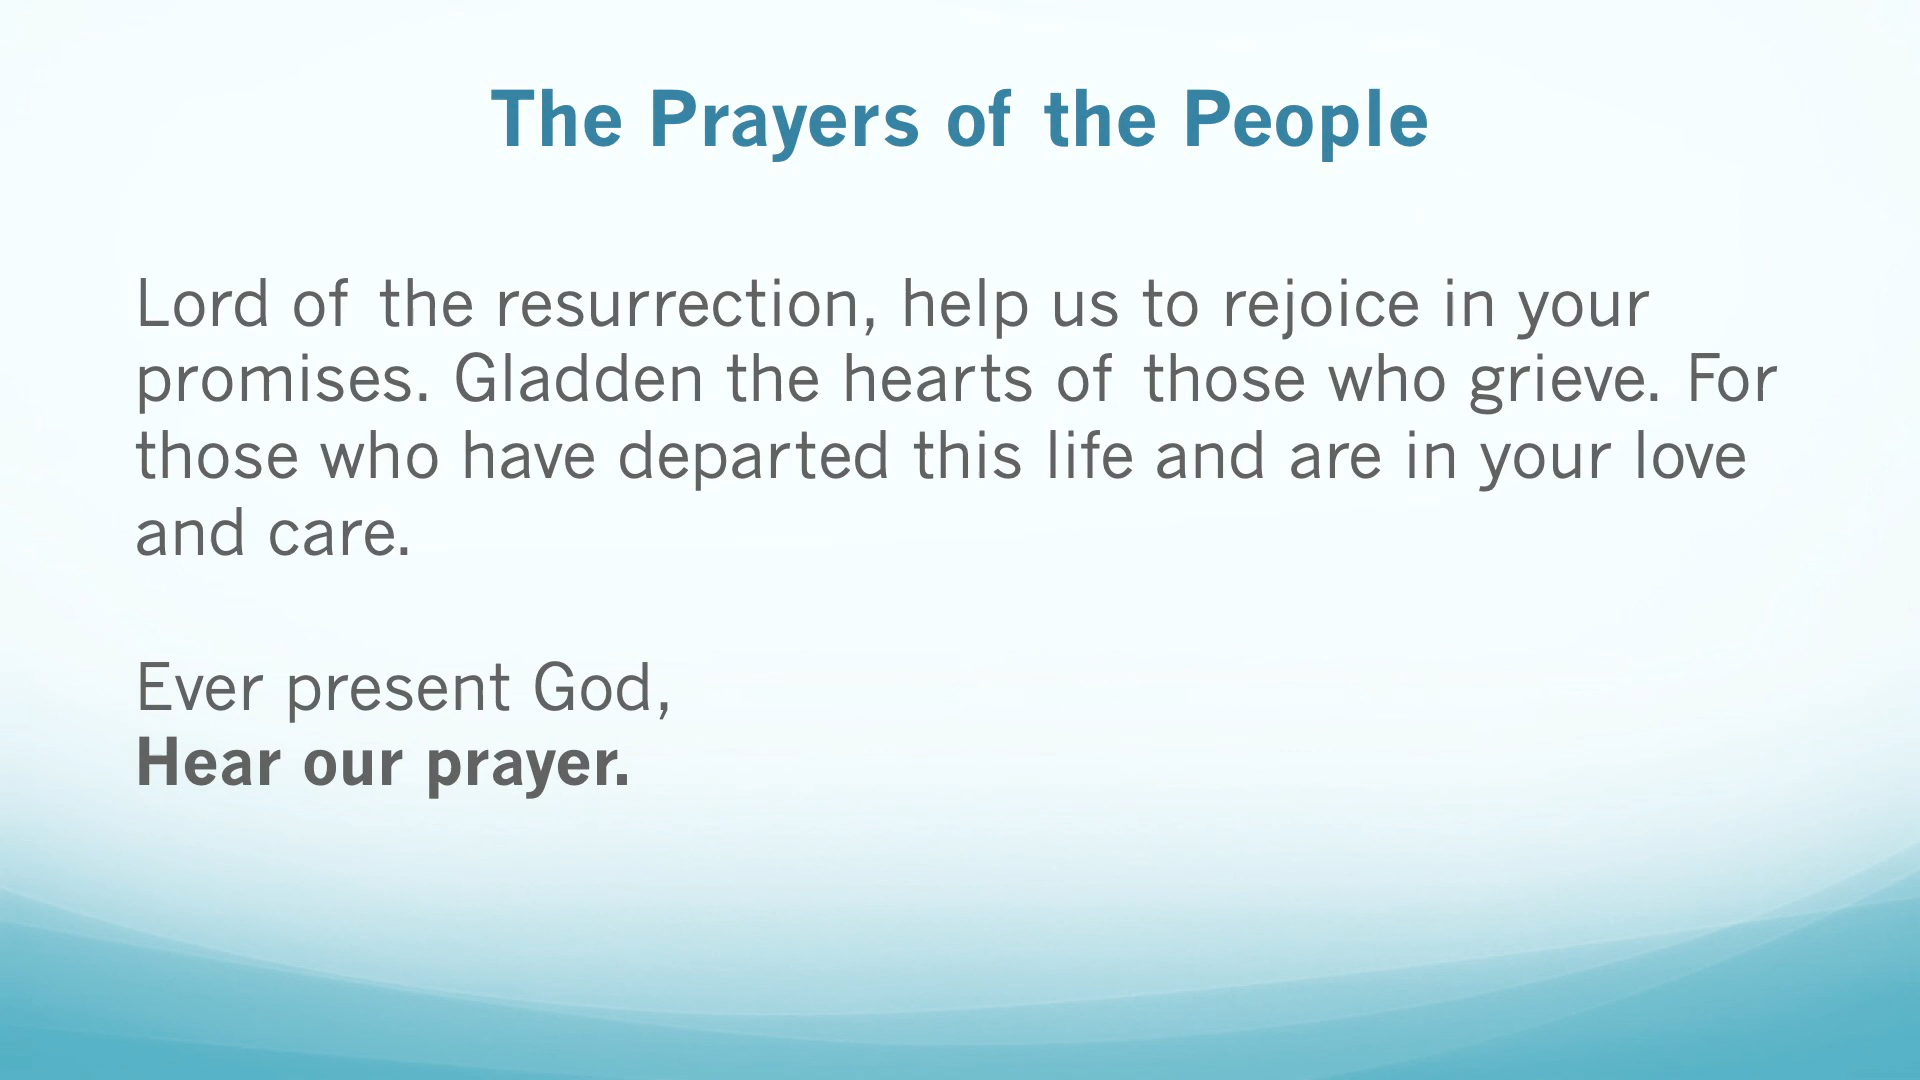 The Prayers of the People
Lord of the resurrection, help us to rejoice in your
promises. Gladden the hearts of those who grieve. For
those who have departed this life and are in your love
and care.
Ever present God,
Hear our prayer.